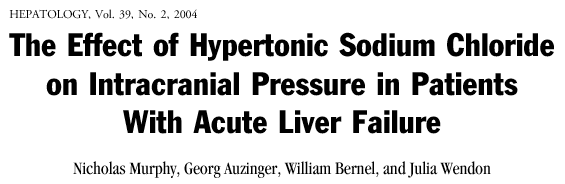 HEPATOLOGY, Vol. 39, No. 2, 2004
The Effect of Hypertonic Sodium Chloride
on Intracranial Pressure in Patients
With Acute Liver Failure
Nicholas Murphy, Georg Auzinger, William Bernel, and Julia Wendon